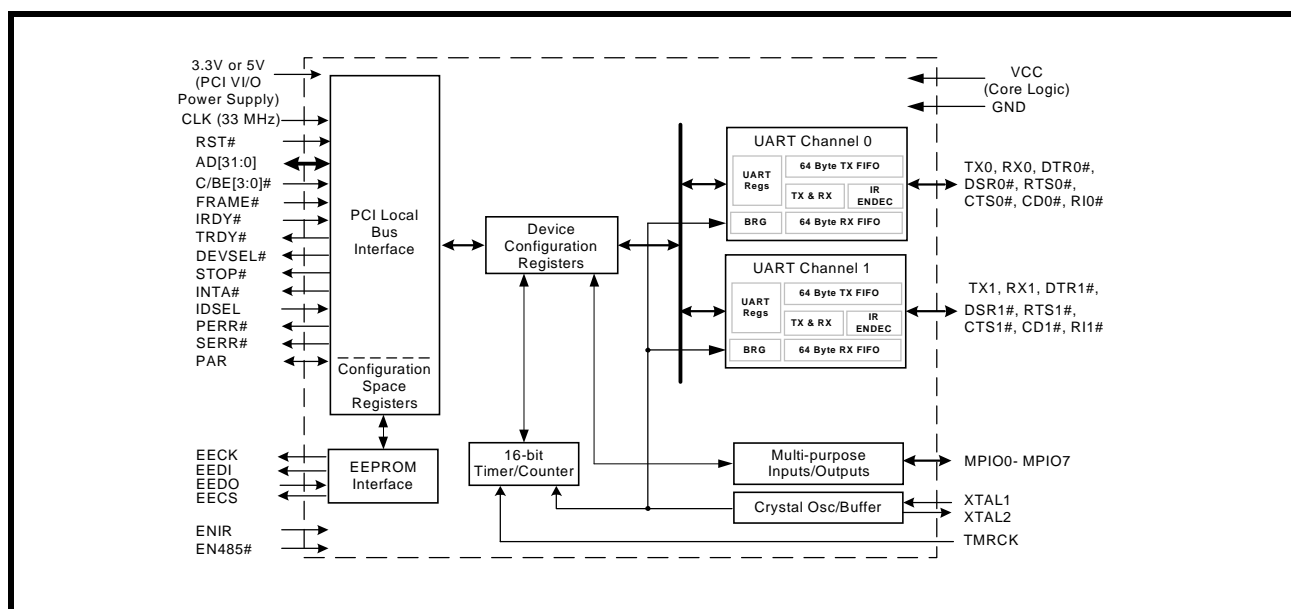 3.3V or 5V
(PCI VI/O
Power Supply)
CLK (33 MHz)
RST#
AD[31:0]
C/BE[3:0]#
FRAME#
IRDY#
TRDY#
DEVSEL#
STOP#
INTA#
IDSEL
PERR#
SERR#
PAR
EECK
EEDI
EEDO
EECS
ENIR
EN485#
PCI Local
Bus
Interface
Configuration
Space
Registers
EEPROM
Interface
Device
Configuration
Registers
16-bit
Timer/Counter
UART Channel 0
UART
Regs
64 Byte TX FIFO
TX & RX
IR
ENDEC
BRG
64 Byte RX FIFO
UART Channel 1
UART
Regs
64 Byte TX FIFO
TX & RX
IR
ENDEC
BRG
64 Byte RX FIFO
Multi-purpose
Inputs/Outputs
Crystal Osc/Buffer
VCC
(Core Logic)
GND
TX0, RX0, DTR0#,
DSR0#, RTS0#,
CTS0#, CD0#, RI0#
TX1, RX1, DTR1#,
DSR1#, RTS1#,
CTS1#, CD1#, RI1#
MPIO0- MPIO7
XTAL1
XTAL2
TMRCK